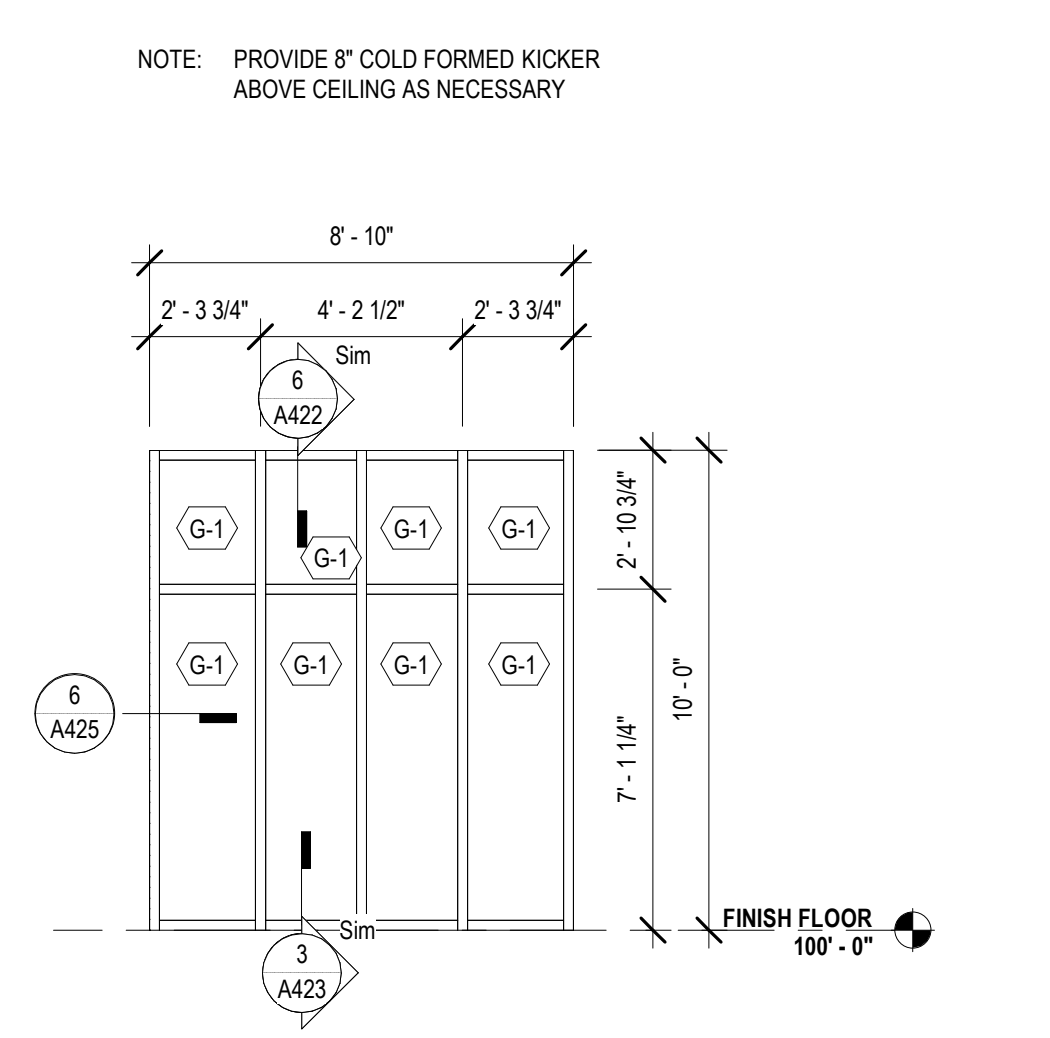 NOTE: PROVIDE 8" COLD FORMED KICKER
ABOVE CEILING AS NECESSARY
8' - 10"
2' - 3 3/4"
4' - 2 1/2"
2' - 3 3/4"
Sim
6
A422
2' - 10 3/4"
G-1
G-1
G-1
G-1
G-1
G-1
G-1
G-1
6
A425
10' - 0"
7' - 1 1/4"
FINISH FLOOR
100' - 0"
Sim
3
A423